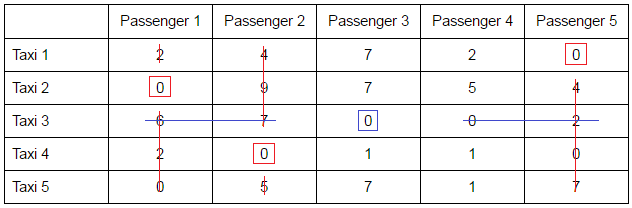 Passenger 1 Passenger 2 Passenger 3 Passenger 4 Passenger 5
Taxi 1 2 4 7 2 0
Taxi 2 0 9 7 5 4
Taxi 3 6 7 0 0 2
Taxi 4 2 0 1 1 0
Taxi 5 0 5 7 1 7